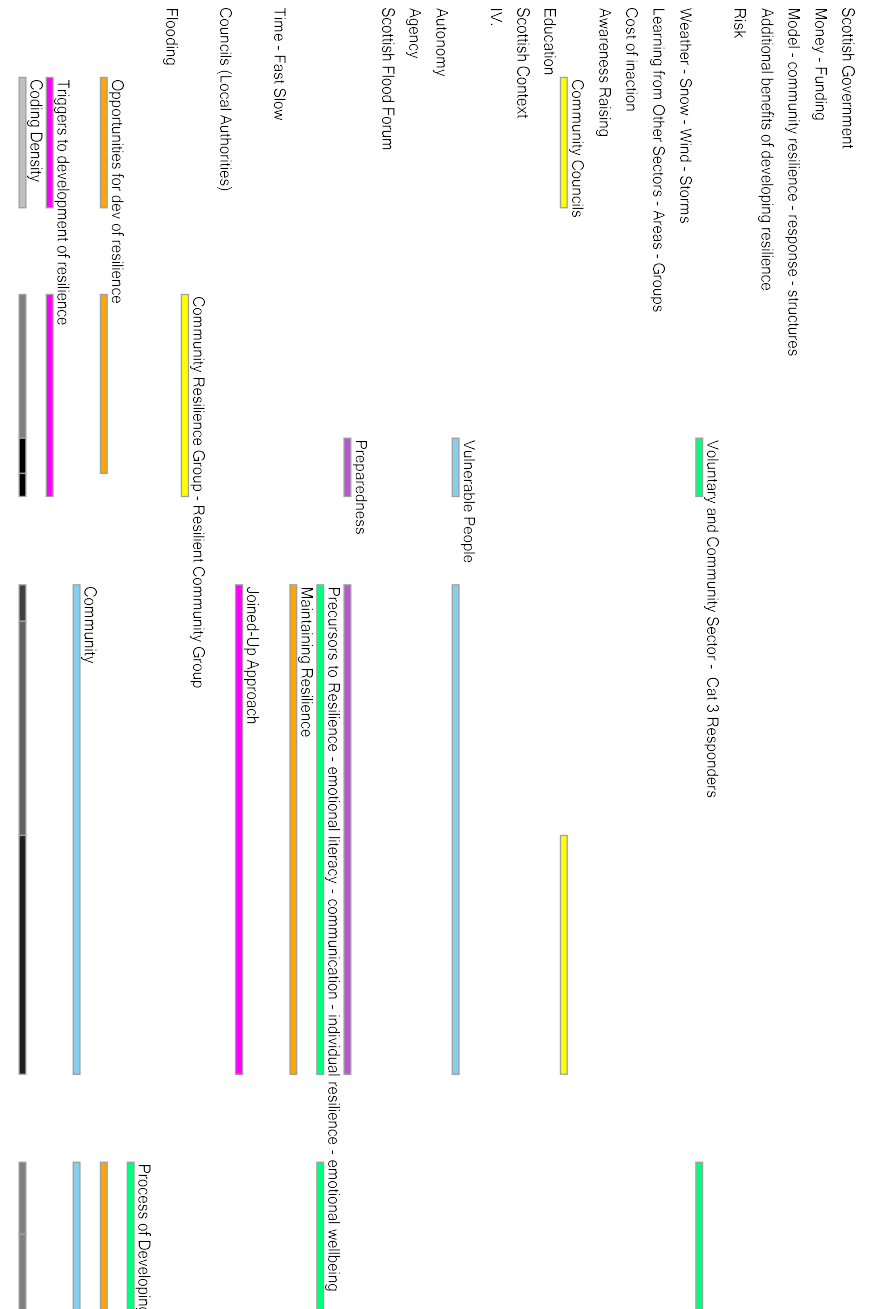 Scottish Government
Money - Funding
Model - community resilience - response - structures
Additional benefits of developing resilience
Risk
Voluntary and Community Sector - Cat 3 Responders
Weather - Snow - Wind - Storms
Learning from Other Sectors - Areas - Groups
Cost of inaction
Awareness Raising
Community Councils
Education
Scottish Context
IV.
Vulnerable People
Autonomy
Agency
Scottish Flood Forum
Preparedness
Precursors to Resilience - emotional literacy - communication - individual resilience - emotional wellbeing
Maintaining Resilience
Time - Fast Slow
Joined-Up Approach
Councils (Local Authorities)
Community Resilience Group - Resilient Community Group
Flooding
Process of Developing
Opportunities for dev of resilience
Community
Triggers to development of resilience
Coding Density